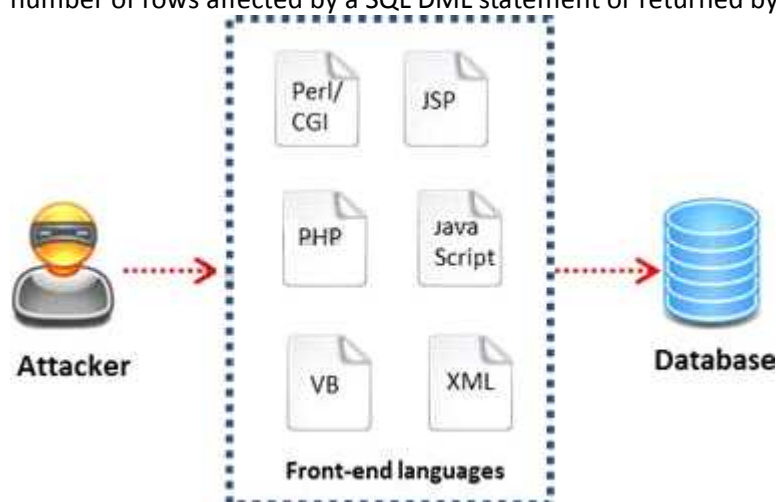 number of rows affected by a SQL DML statement or returned by
Perl/
CGI
JSP
PHP
Java
Script
VB
XML
Attacker
Database
Front-end languages